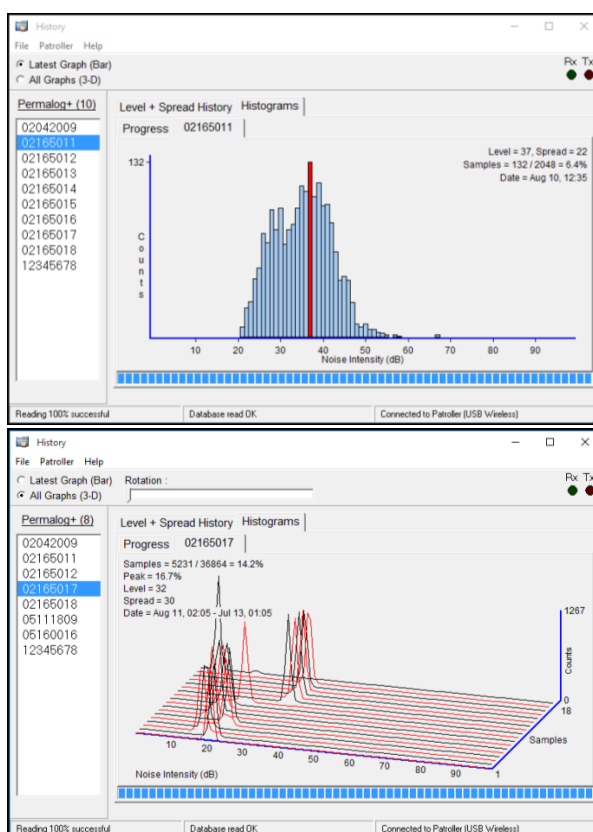 History
File Patroller Help
Latest Graph (Bar)
All Graphs (3-D)
Rx Tx
Permalog+ (10)
02042009
02165011
02165012
02165013
02165014
02165015
02165016
02165017
02165018
12345678
Level + Spread History Histograms
Progress 02165011
Level = 37, Spread = 22
Samples = 132 / 2048 = 6.4%
Date = Aug 10, 12:35
132
Counts
10 20 30 40 50 60 70 80 90
Noise Intensity (dB)
Reading 100% successful Database read OK Connected to Patroller (USB Wireless)
History
File Patroller Help
Latest Graph (Bar) Rotation :
All Graphs (3-D)
Rx Tx
Permalog+ (8)
02042009
02165011
02165012
02165017
02165018
05111809
05160016
12345678
Level + Spread History Histograms
Progress 02165017
Samples = 5231 / 36864 = 14.2%
Peak = 16.7%
Level = 32
Spread = 30
Date = Aug 11, 02:05 - Jul 13, 01:05
1267
Counts
0
18
Samples
1
10 20 30 40 50 60 70 80 90
Noise Intensity (dB)
Reading 100% successful Database read OK Connected to Patroller (USB Wireless)